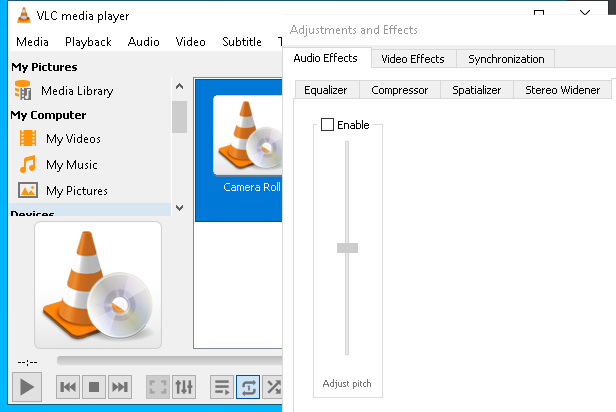 VLC media player
Media Playback Audio Video Subtitle
My Pictures
Media Library
My Computer
My Videos
My Music
My Pictures
Devices
Camera Roll
--:--
Adjustments and Effects
Audio Effects Video Effects Synchronization
Equalizer Compressor Spatializer Stereo Widener
Enable
Adjust pitch